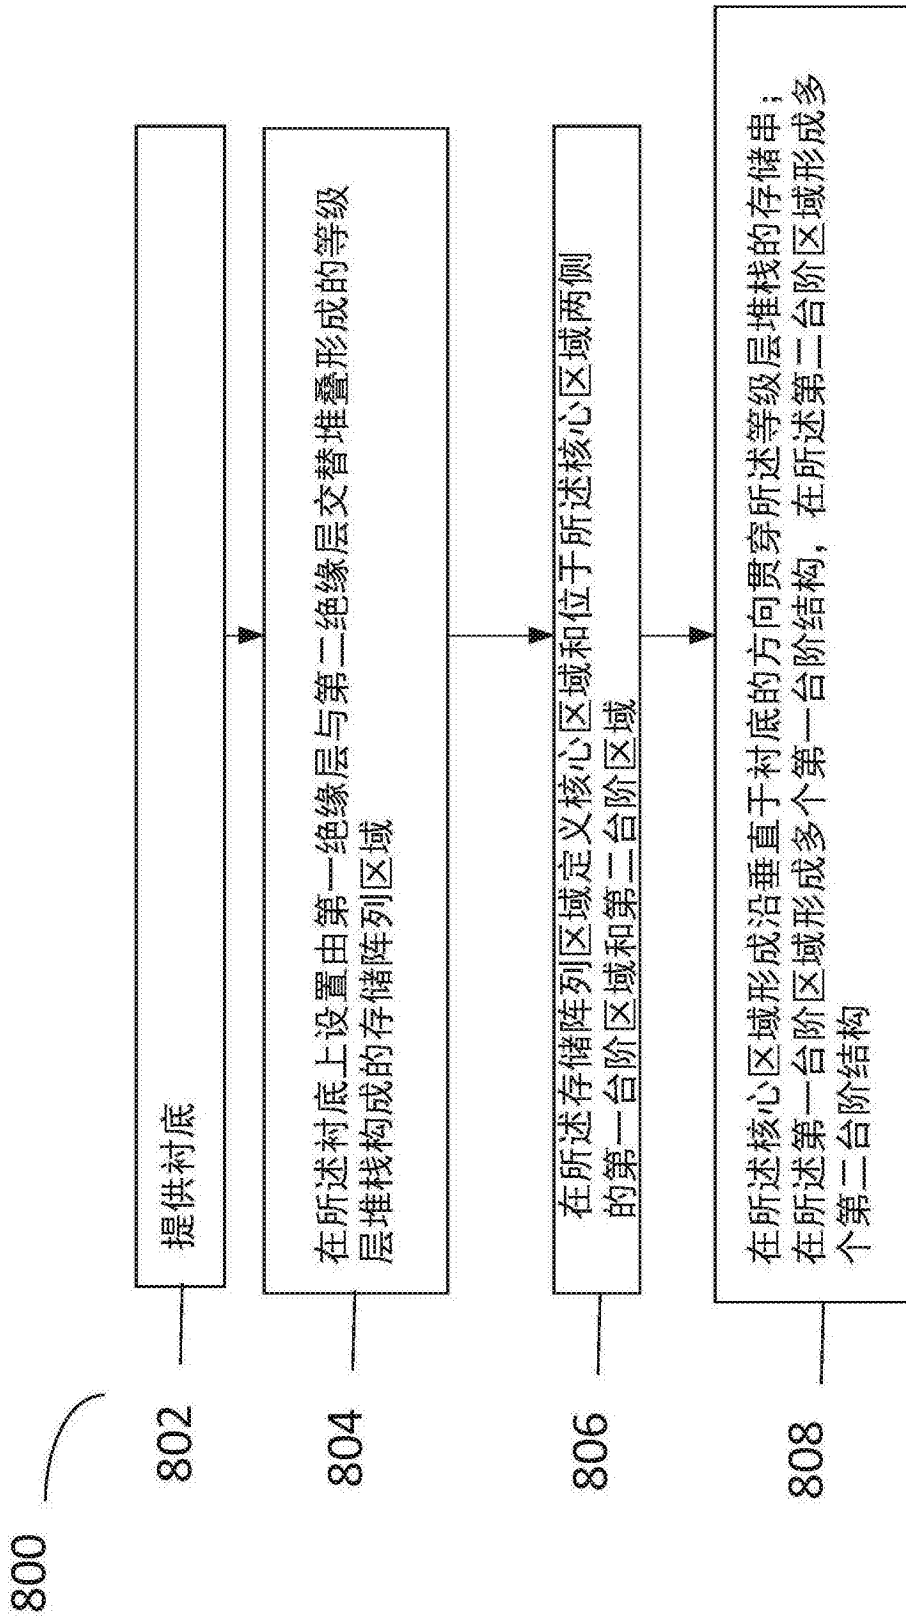 800
802
提供衬底
804
在所述衬底上设置由第一绝缘层与第二绝缘层交替堆叠形成的等级
层堆栈构成的存储阵列区域
806
在所述存储阵列区域定义核心区域和位于所述核心区域两侧
的第一台阶区域和第二台阶区域
808
在所述核心区域形成沿垂直于衬底的方向贯穿所述等级层堆栈的存储串；
在所述第一台阶区域形成多个第一台阶结构，在所述第二台阶区域形成多
个第二台阶结构